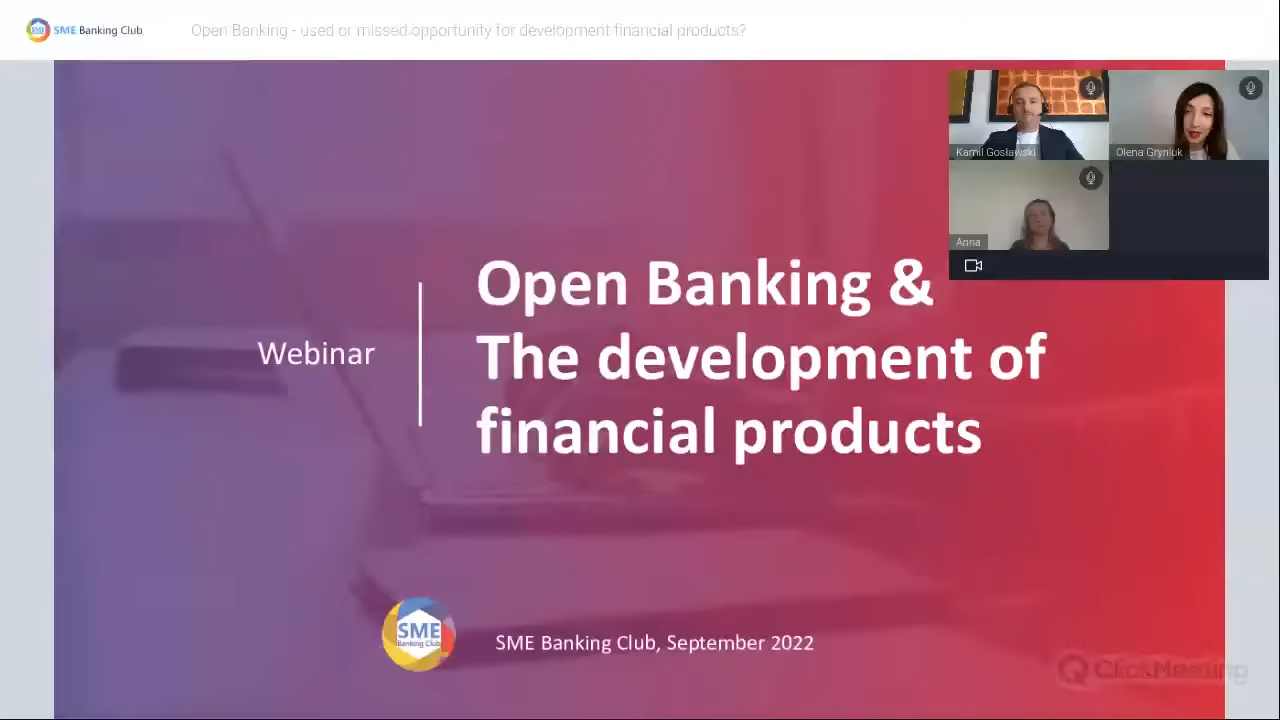 SME Banking Club
Open Banking - used or missed opportunity for development financial products?
Kamil Gosławski
Olena Gryniuk
Anna
Open Banking &
The development of
financial products
Webinar
SME
Banking Club
SME Banking Club, September 2022
ClickMeeting